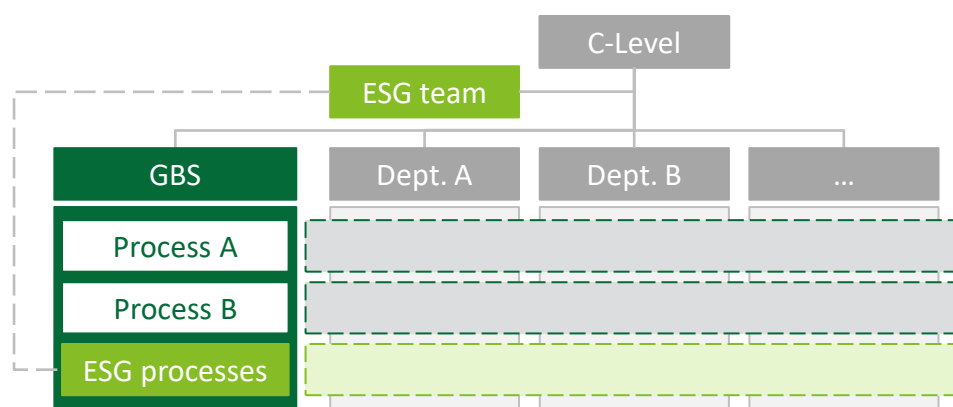 C-Level
ESG team
GBS
Dept. A
Dept. B
...
Process A
Process B
ESG processes